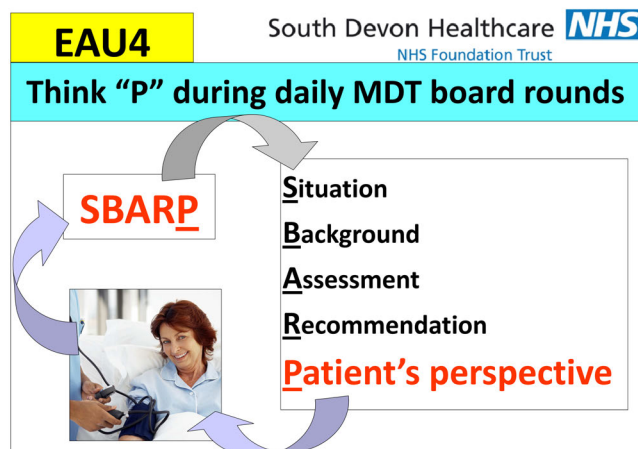 EAU4
South Devon Healthcare NHS
NHS Foundation Trust
Think “P” during daily MDT board rounds
SBARP
Situation
Background
Assessment
Recommendation
Patient’s perspective